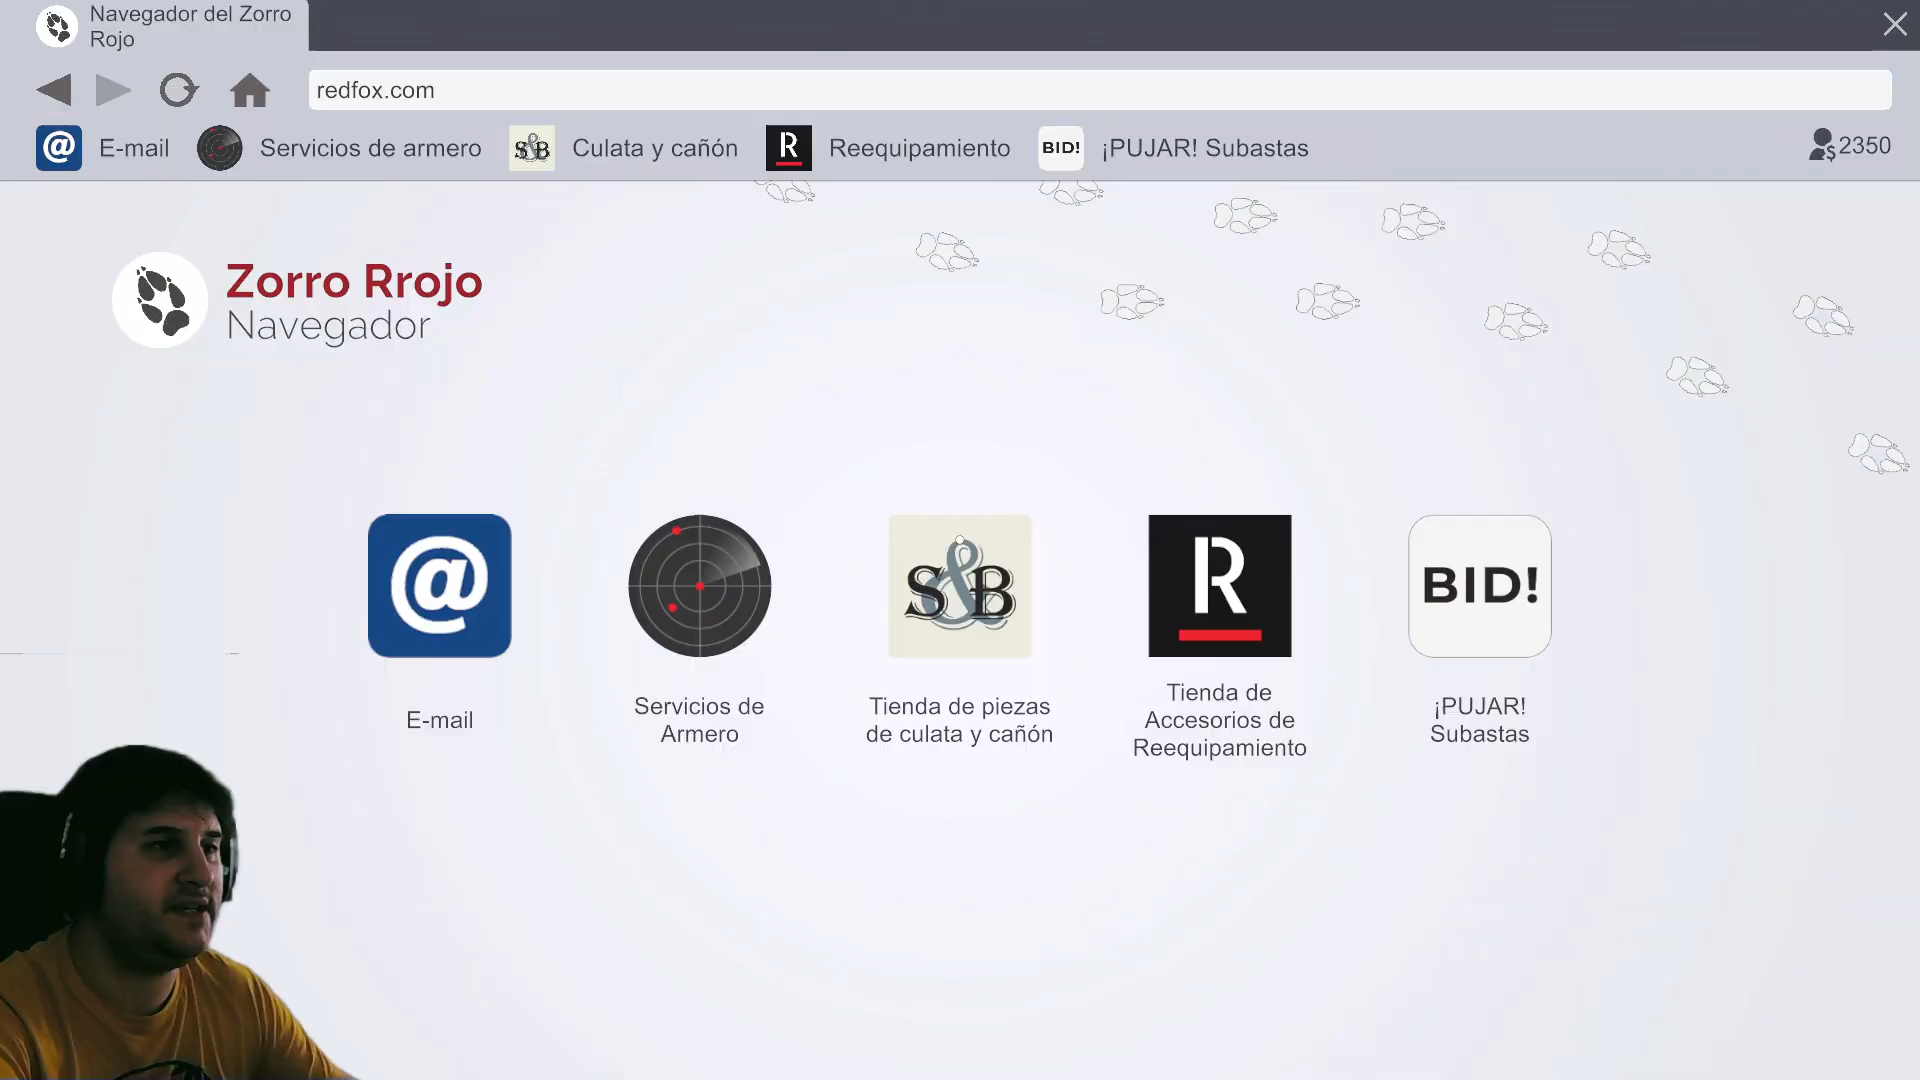 Navegador del Zorro
Rojo
redfox.com
@ E-mail
Servicios de armero
S&B Culata y cañón
R Reequipamiento
BID! ¡PUJAR! Subastas
$ 2350
Zorro Rrojo
Navegador
@
S&B
R
BID!
E-mail
Servicios de
Armero
Tienda de piezas
de culata y cañón
Tienda de
Accesorios de
Reequipamiento
¡PUJAR!
Subastas